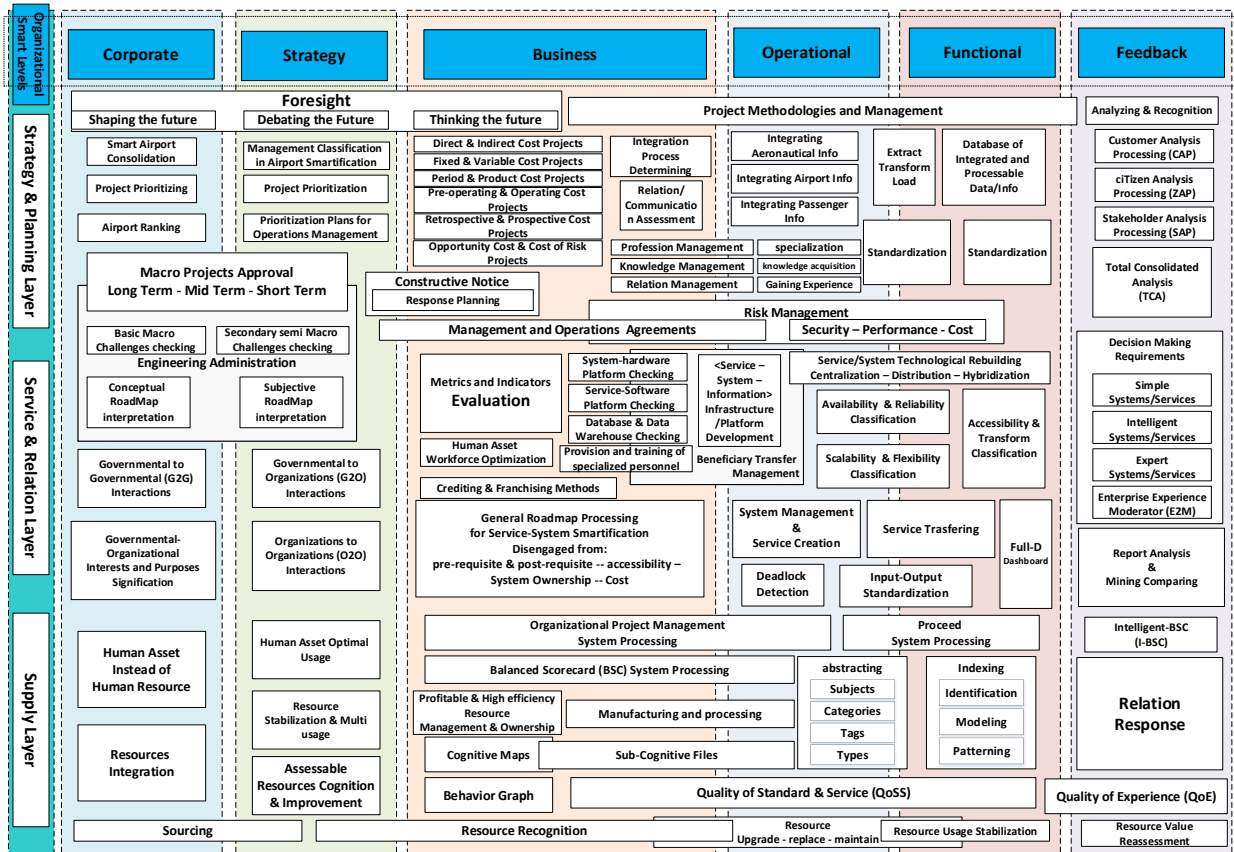 Organizational
Smart Levels
Corporate
Strategy
Business
Operational
Functional
Feedback
Strategy & Planning Layer
Service & Relation Layer
Supply Layer
Foresight
Shaping the future
Debating the Future
Thinking the future
Project Methodologies and Management
Analyzing & Recognition
Smart Airport
Consolidation
Project Prioritizing
Airport Ranking
Management Classification
in Airport Smartification
Project Prioritization
Prioritization Plans for
Operations Management
Direct & Indirect Cost Projects
Fixed & Variable Cost Projects
Period & Product Cost Projects
Pre-operating & Operating Cost
Projects
Retrospective & Prospective Cost
Projects
Opportunity Cost & Cost of Risk
Projects
Integration
Process
Determining
Relation/
Communicatio
n Assessment
Integrating
Aeronautical Info
Integrating Airport Info
Integrating Passenger
Info
Extract
Transform
Load
Database of
Integrated and
Processable
Data/Info
Standardization
Standardization
Profession Management
specialization
Knowledge Management
knowledge acquisition
Relation Management
Gaining Experience
Customer Analysis
Processing (CAP)
ciTizen Analysis
Processing (ZAP)
Stakeholder Analysis
Processing (SAP)
Total Consolidated
Analysis
(TCA)
Macro Projects Approval
Long Term - Mid Term - Short Term
Constructive Notice
Response Planning
Risk Management
Management and Operations Agreements
Security – Performance - Cost
Basic Macro
Challenges checking
Secondary semi Macro
Challenges checking
Engineering Administration
Conceptual
RoadMap
interpretation
Subjective
RoadMap
interpretation
Metrics and Indicators
Evaluation
System-hardware
Platform Checking
Service-Software
Platform Checking
Database & Data
Warehouse Checking
Provision and training of
specialized personnel
Human Asset
Workforce Optimization
<Service –
System –
Information>
Infrastructure
/Platform
Development
Beneficiary Transfer
Management
Service/System Technological Rebuilding
Centralization – Distribution – Hybridization
Availability & Reliability
Classification
Scalability & Flexibility
Classification
Accessibility &
Transform
Classification
Decision Making
Requirements
Simple
Systems/Services
Intelligent
Systems/Services
Expert
Systems/Services
Enterprise Experience
Moderator (E2M)
Governmental to
Governmental (G2G)
Interactions
Governmental to
Organizations (G2O)
Interactions
Crediting & Franchising Methods
Governmental-
Organizational
Interests and Purposes
Signification
Organizations to
Organizations (O2O)
Interactions
General Roadmap Processing
for Service-System Smartification
Disengaged from:
pre-requisite & post-requisite -- accessibility –
System Ownership -- Cost
System Management
&
Service Creation
Service Trasfering
Full-D
Dashboard
Deadlock
Detection
Input-Output
Standardization
Report Analysis
&
Mining Comparing
Human Asset
Instead of
Human Resource
Human Asset Optimal
Usage
Organizational Project Management
System Processing
Proceed
System Processing
Intelligent-BSC
(I-BSC)
Balanced Scorecard (BSC) System Processing
abstracting
Subjects
Categories
Tags
Types
Indexing
Identification
Modeling
Patterning
Relation
Response
Resource
Stabilization & Multi
usage
Profitable & High efficiency
Resource
Management & Ownership
Manufacturing and processing
Resources
Integration
Cognitive Maps
Sub-Cognitive Files
Assessable
Resources Cognition
& Improvement
Behavior Graph
Quality of Standard & Service (QoSS)
Quality of Experience (QoE)
Sourcing
Resource Recognition
Resource
Upgrade - replace - maintain
Resource Usage Stabilization
Resource Value
Reassessment